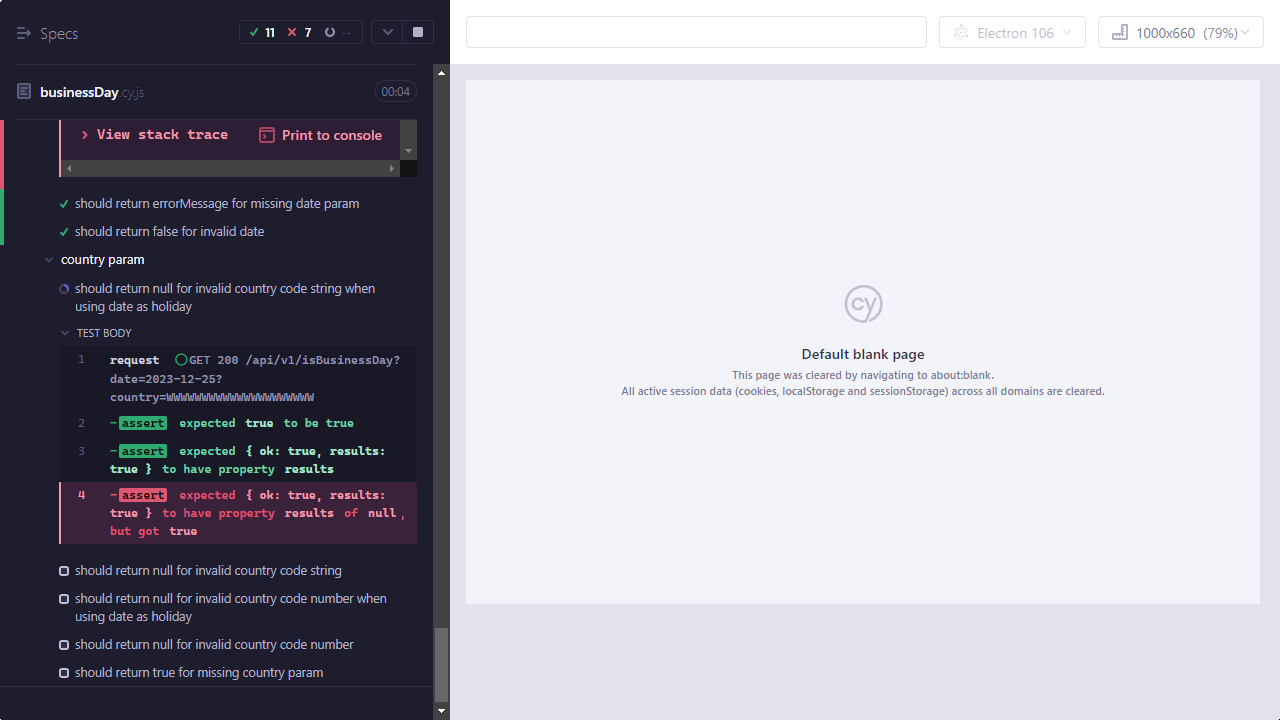 Specs
11
7
--
businessDay.cy.js
00:04
View stack trace
Print to console
should return errorMessage for missing date param
should return false for invalid date
country param
should return null for invalid country code string when
using date as holiday
TEST BODY
1 request GET 200 /api/v1/isBusinessDay?
date=2023-12-25?
country=WWWWWWWWWWWWWWWWWW
2 -assert expected true to be true
3 -assert expected { ok: true, results:
true } to have property results
4 -assert expected { ok: true, results:
true } to have property results of null,
but got true
should return null for invalid country code string
should return null for invalid country code number when
using date as holiday
should return null for invalid country code number
should return true for missing country param
Electron 106
1000x660 (79%)
cy
Default blank page
This page was cleared by navigating to about:blank.
All active session data (cookies, localStorage and sessionStorage) across all domains are cleared.